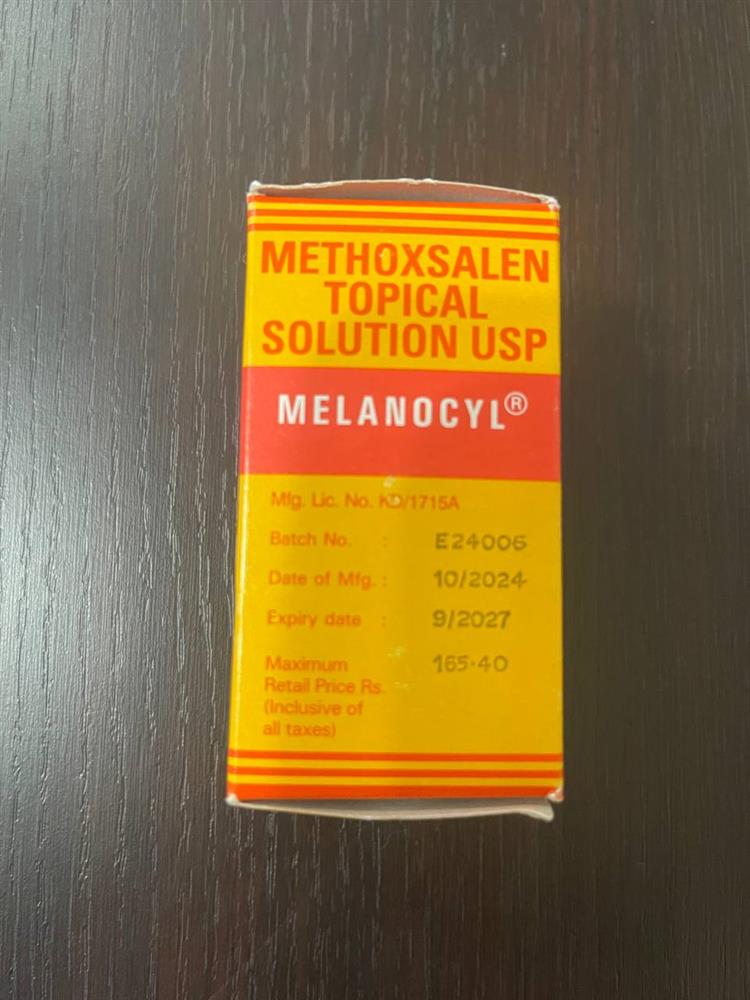 METHOXSALEN
TOPICAL
SOLUTION USP
MELANOCYL®
Mfg. Lic. No. KD/1715A
Batch No. : E24006
Date of Mfg. : 10/2024
Expiry date : 9/2027
Maximum 165·40
Retail Price Rs.
(Inclusive of
all taxes)